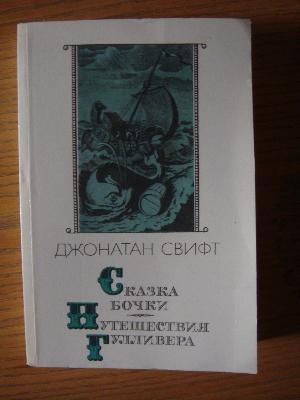 ДЖОНАТАН СВИФТ
СКАЗКА
БОЧКИ
ПУТЕШЕСТВИЯ
ГУЛЛИВЕРА